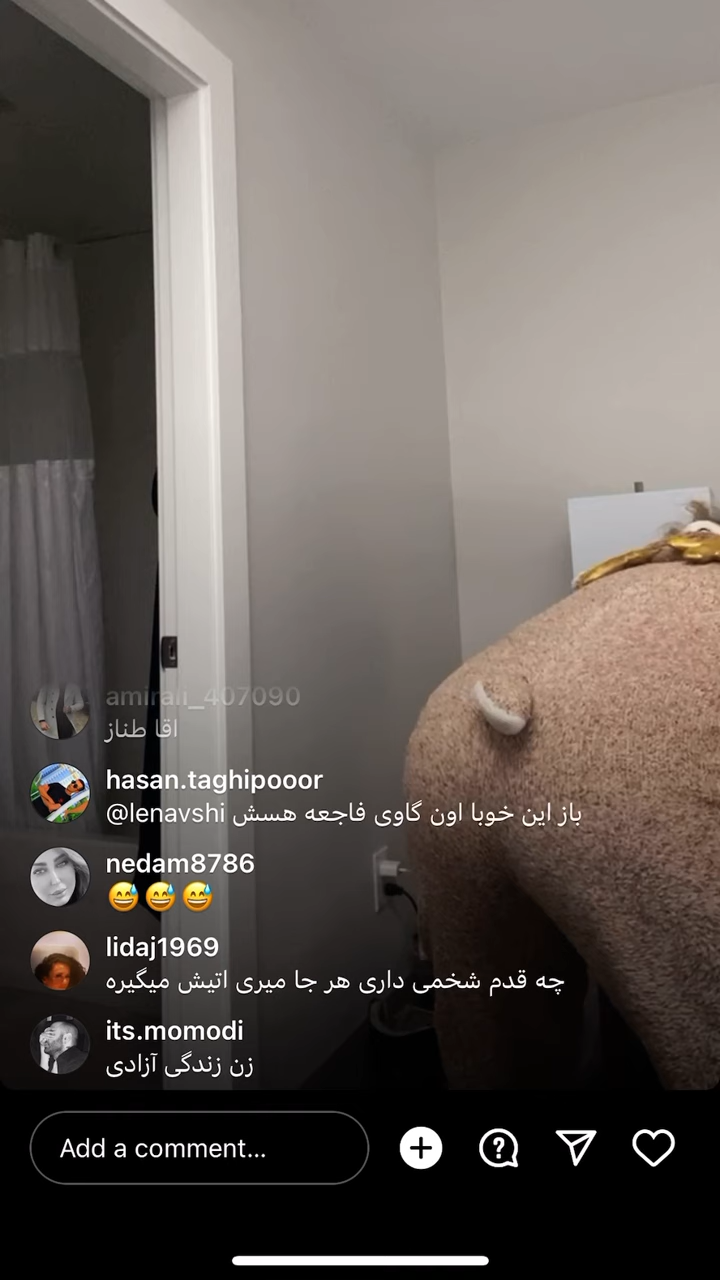 amirali_407090
اقا طناز
hasan.taghipooor
@lenavshi باز این خوبا اون گاوی فاجعه هسش
nedam8786
😅😅😅
lidaj1969
چه قدم شخمی داری هر جا میری اتیش میگیره
its.momodi
زن زندگی آزادی
Add a comment...